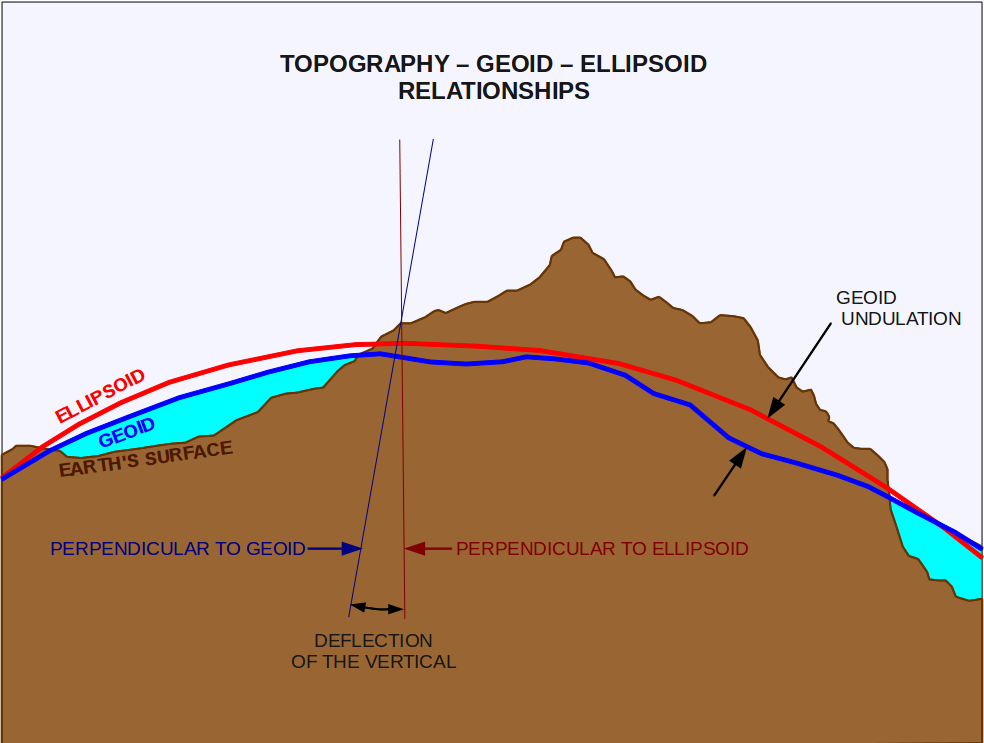 TOPOGRAPHY – GEOID – ELLIPSOID
RELATIONSHIPS
GEOID
UNDULATION
ELLIPSOID
GEOID
EARTH'S SURFACE
PERPENDICULAR TO GEOID
PERPENDICULAR TO ELLIPSOID
DEFLECTION
OF THE VERTICAL